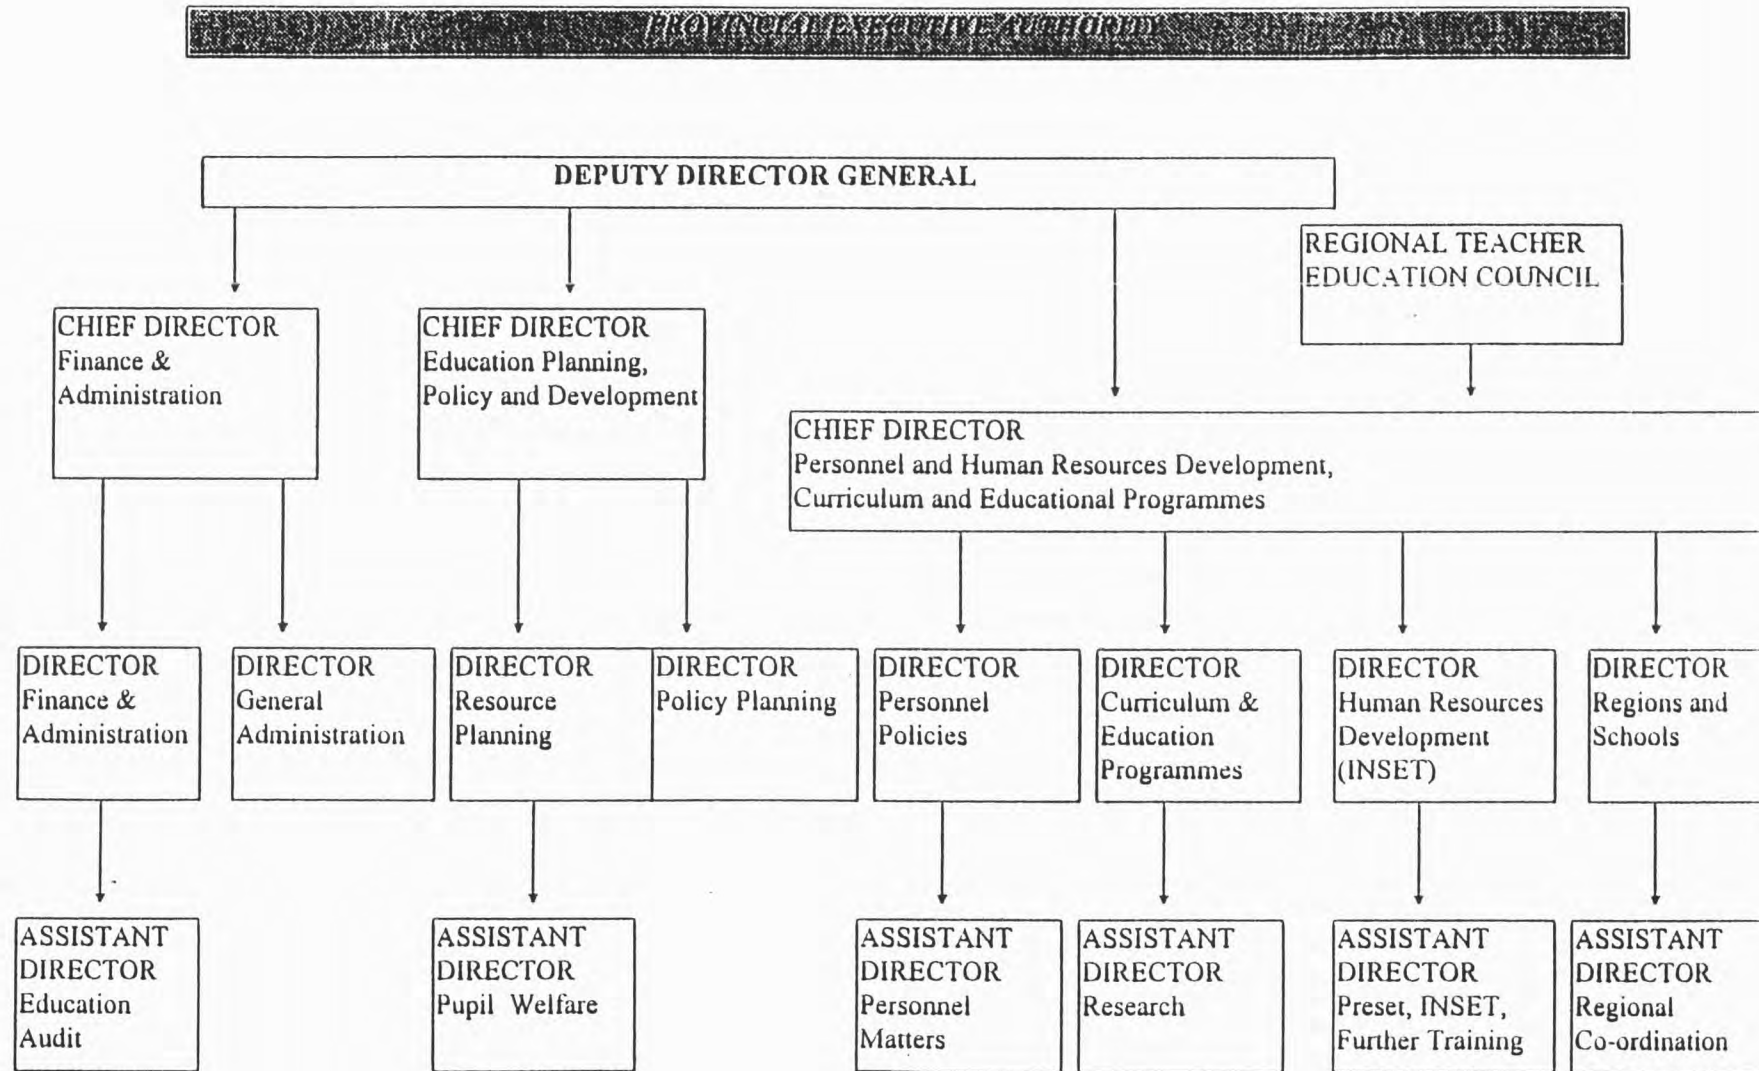 PROVINCIAL EXECUTIVE AUTHORITY
DEPUTY DIRECTOR GENERAL
REGIONAL TEACHER
EDUCATION COUNCIL
CHIEF DIRECTOR
Finance &
Administration
CHIEF DIRECTOR
Education Planning,
Policy and Development
CHIEF DIRECTOR
Personnel and Human Resources Development,
Curriculum and Educational Programmes
DIRECTOR
Finance &
Administration
DIRECTOR
General
Administration
DIRECTOR
Resource
Planning
DIRECTOR
Policy Planning
DIRECTOR
Personnel
Policies
DIRECTOR
Curriculum &
Education
Programmes
DIRECTOR
Human Resources
Development
(INSET)
DIRECTOR
Regions and
Schools
ASSISTANT
DIRECTOR
Education
Audit
ASSISTANT
DIRECTOR
Pupil Welfare
ASSISTANT
DIRECTOR
Personnel
Matters
ASSISTANT
DIRECTOR
Research
ASSISTANT
DIRECTOR
Preset, INSET,
Further Training
ASSISTANT
DIRECTOR
Regional
Co-ordination